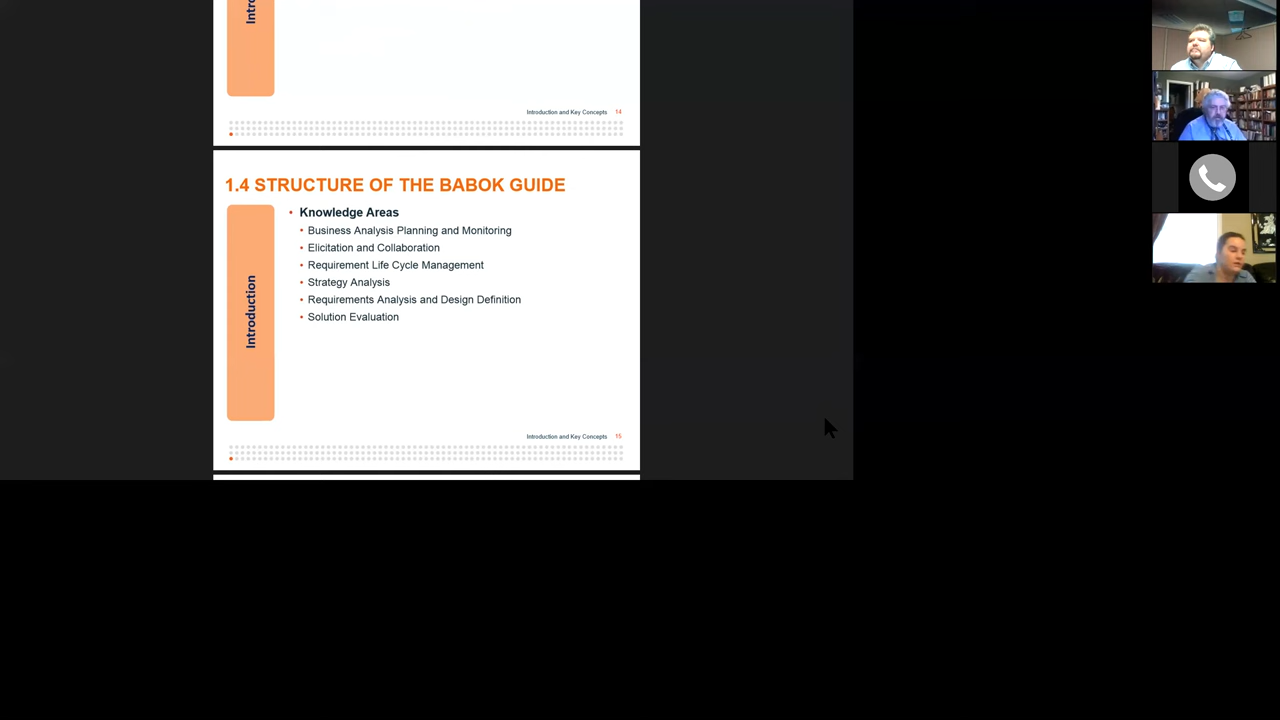 Intr
Introduction and Key Concepts 14
1.4 STRUCTURE OF THE BABOK GUIDE
Introduction
• Knowledge Areas
• Business Analysis Planning and Monitoring
• Elicitation and Collaboration
• Requirement Life Cycle Management
• Strategy Analysis
• Requirements Analysis and Design Definition
• Solution Evaluation
Introduction and Key Concepts 15